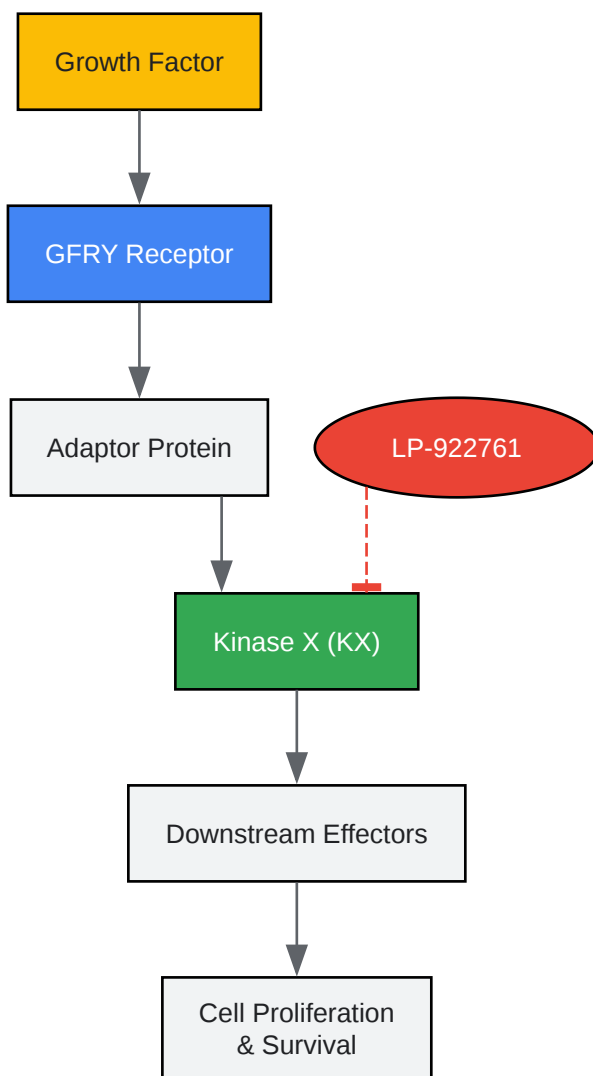 Growth Factor
GFRY Receptor
Adaptor Protein
LP-922761
Kinase X (KX)
Downstream Effectors
Cell Proliferation
& Survival